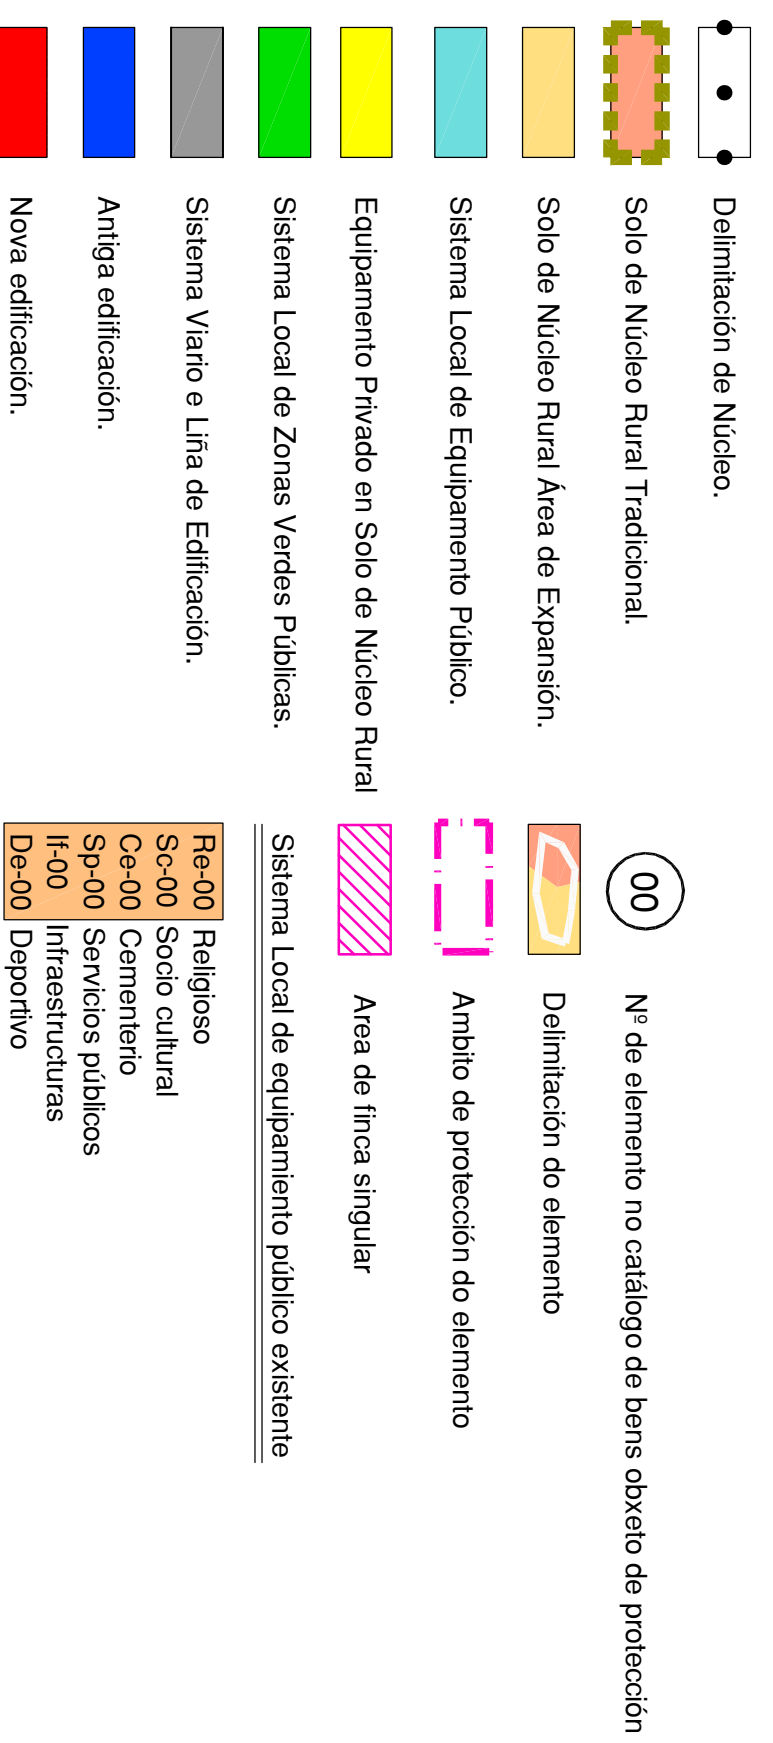 Delimitación de Núcleo.
Solo de Núcleo Rural Tradicional.
Solo de Núcleo Rural Área de Expansión.
Sistema Local de Equipamento Público.
Equipamento Privado en Solo de Núcleo Rural
Sistema Local de Zonas Verdes Públicas.
Sistema Viario e Liña de Edificación.
Antiga edificación.
Nova edificación.
00 Nº de elemento no catálogo de bens obxeto de protección
Delimitación do elemento
Ambito de protección do elemento
Area de finca singular
Sistema Local de equipamiento público existente
Re-00 Religioso
Sc-00 Socio cultural
Ce-00 Cementerio
Sp-00 Servicios públicos
If-00 Infraestructuras
De-00 Deportivo